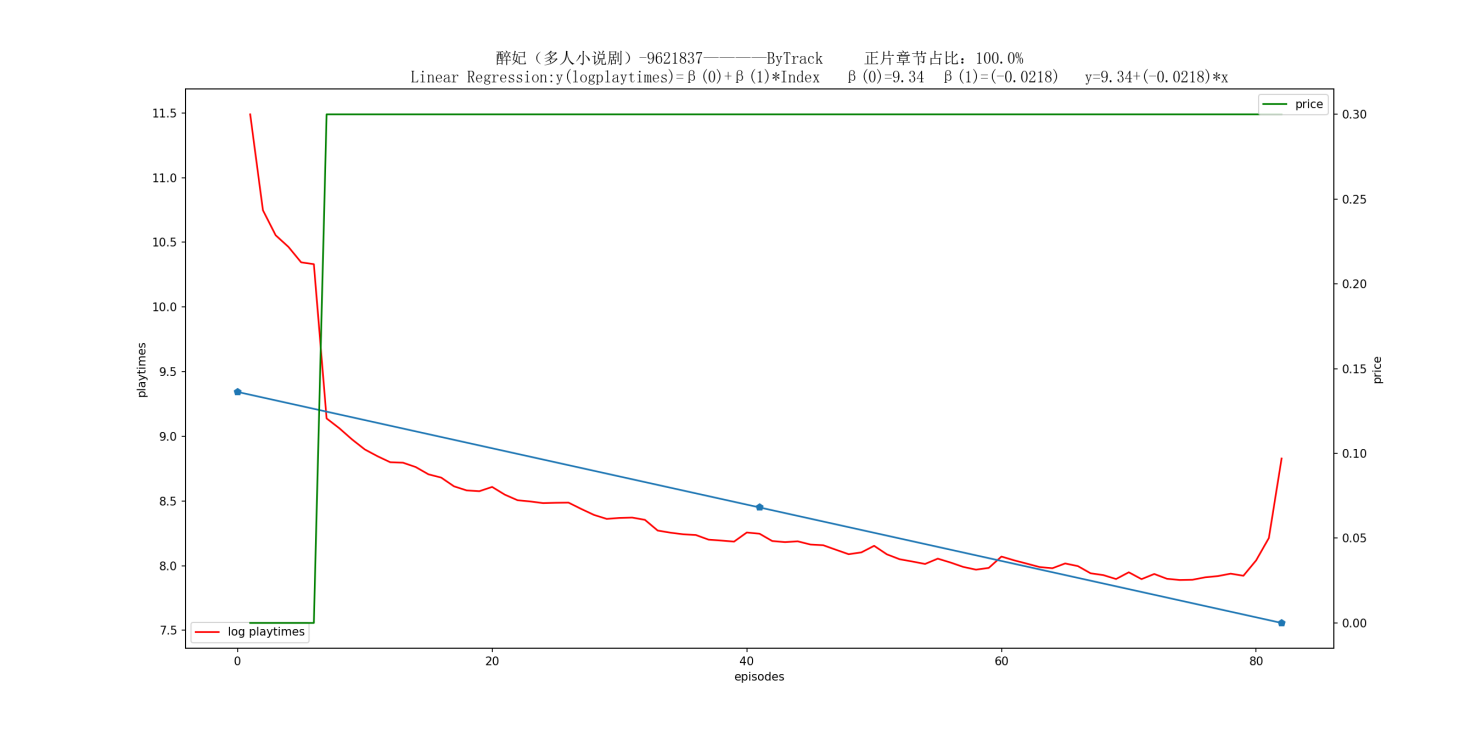 醉妃（多人小说剧）-9621837————ByTrack 正片章节占比：100.0%
Linear Regression:y(logplaytimes)=β(0)+β(1)*Index β(0)=9.34 β(1)=(-0.0218) y=9.34+(-0.0218)*x
price
11.5
11.0
10.5
10.0
9.5
9.0
8.5
8.0
7.5
playtimes
0.30
0.25
0.20
0.15
0.10
0.05
0.00
price
log playtimes
0 20 40 60 80
episodes